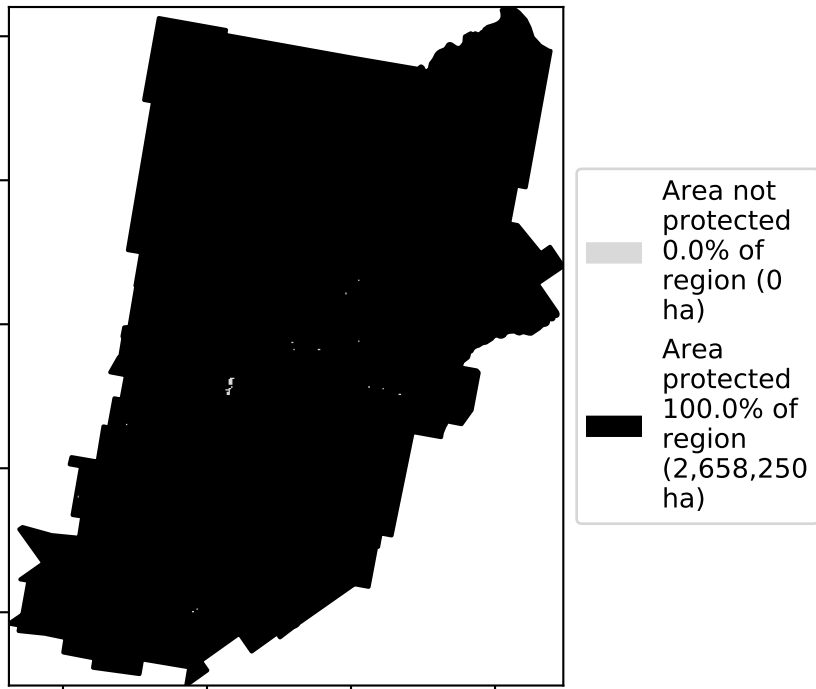 Area not
protected
0.0% of
region (0
ha)
Area
protected
100.0% of
region
(2,658,250
ha)